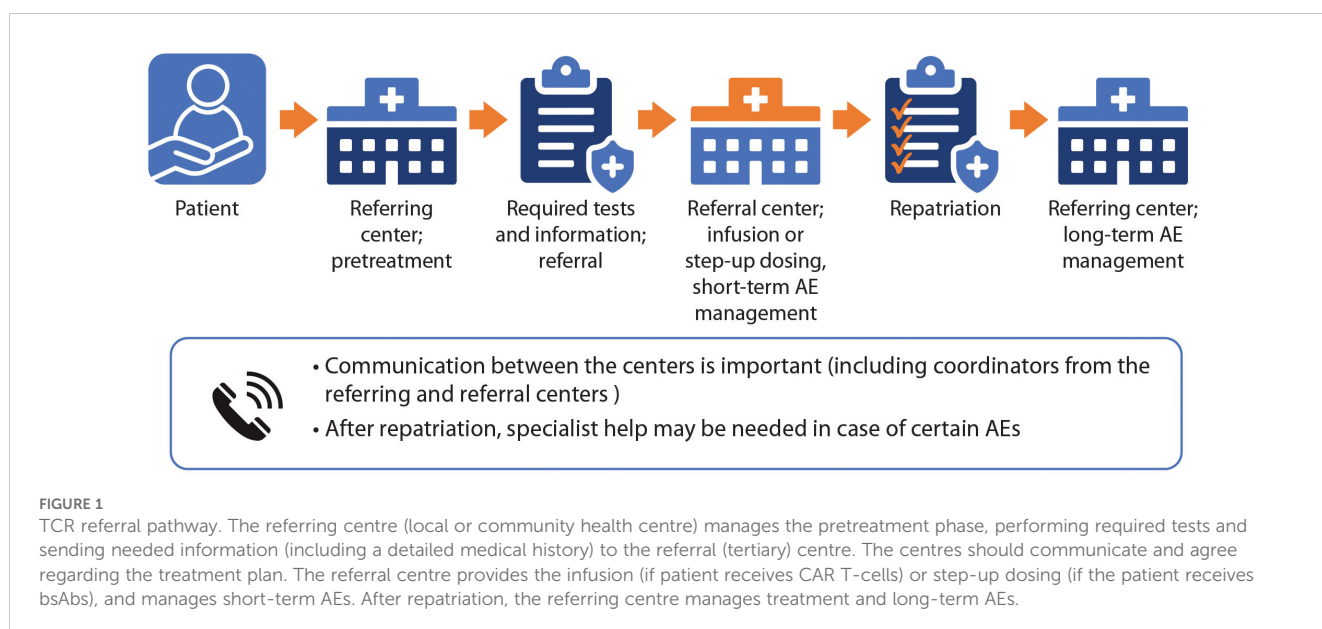 Patient
Referring
center;
pretreatment
Required tests
and information;
referral
Referral center;
infusion or
step-up dosing,
short-term AE
management
Repatriation
Referring center;
long-term AE
management
• Communication between the centers is important (including coordinators from the
referring and referral centers )
• After repatriation, specialist help may be needed in case of certain AEs
FIGURE 1
TCR referral pathway. The referring centre (local or community health centre) manages the pretreatment phase, performing required tests and
sending needed information (including a detailed medical history) to the referral (tertiary) centre. The centres should communicate and agree
regarding the treatment plan. The referral centre provides the infusion (if patient receives CAR T-cells) or step-up dosing (if the patient receives
bsAbs), and manages short-term AEs. After repatriation, the referring centre manages treatment and long-term AEs.